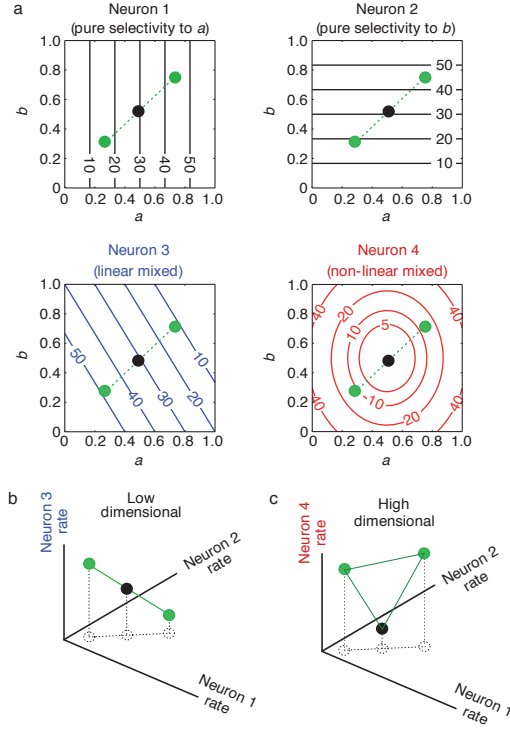 a
Neuron 1
(pure selectivity to a)
1.0
0.8
0.6
0.4
0.2
0
b
10
20
30
40
50
0 0.2 0.4 0.6 0.8 1.0
a
Neuron 2
(pure selectivity to b)
1.0
0.8
0.6
0.4
0.2
0
b
50
40
30
20
10
0 0.2 0.4 0.6 0.8 1.0
a
Neuron 3
(linear mixed)
1.0
0.8
0.6
0.4
0.2
0
b
50
40
30
20
10
0 0.2 0.4 0.6 0.8 1.0
a
Neuron 4
(non-linear mixed)
1.0
0.8
0.6
0.4
0.2
0
b
40
20
10
5
40
40
20
10
40
0 0.2 0.4 0.6 0.8 1.0
a
b
Low
dimensional
Neuron 3
rate
Neuron 2
rate
Neuron 1
rate
c
High
dimensional
Neuron 4
rate
Neuron 2
rate
Neuron 1
rate